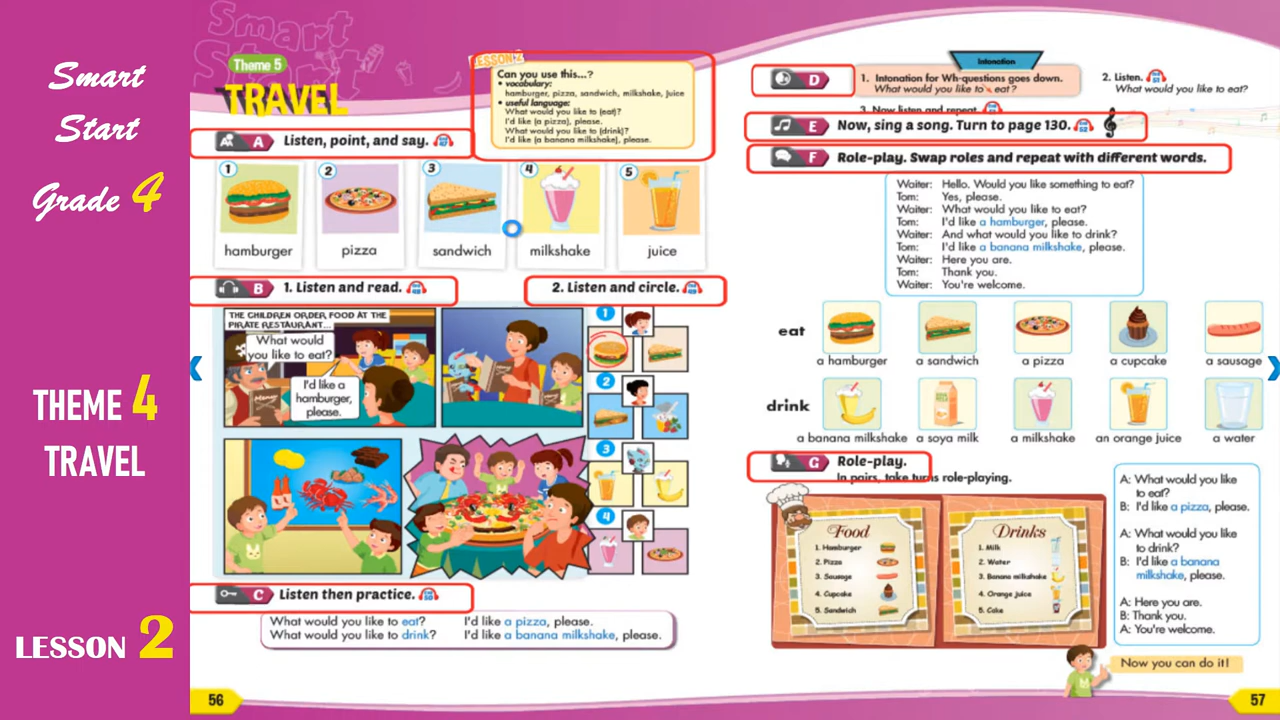 Smart
Start
Grade 4
THEME 4
TRAVEL
LESSON 2
Smart
Start
Theme 5
TRAVEL
LESSON 2
Can you use this...?
• vocabulary:
hamburger, pizza, sandwich, milkshake, juice
• useful language:
What would you like to (eat)?
I'd like (a pizza), please.
What would you like to (drink)?
I'd like (a banana milkshake), please.
A Listen, point, and say.
1
2
3
4
5
hamburger
pizza
sandwich
milkshake
juice
B 1. Listen and read.
2. Listen and circle.
THE CHILDREN ORDER FOOD AT THE
PIRATE RESTAURANT...
What would
you like to eat?
I'd like a
hamburger,
please.
Menu
1
2
3
4
C Listen then practice.
What would you like to eat? I'd like a pizza, please.
What would you like to drink? I'd like a banana milkshake, please.
56
Intonation
D 1. Intonation for Wh-questions goes down.
What would you like to eat?
2. Listen.
What would you like to eat?
3. Now listen and repeat.
E Now, sing a song. Turn to page 130.
F Role-play. Swap roles and repeat with different words.
Waiter: Hello. Would you like something to eat?
Tom: Yes, please.
Waiter: What would you like to eat?
Tom: I'd like a hamburger, please.
Waiter: And what would you like to drink?
Tom: I'd like a banana milkshake, please.
Waiter: Here you are.
Tom: Thank you.
Waiter: You're welcome.
eat
a hamburger
a sandwich
a pizza
a cupcake
a sausage
drink
a banana milkshake
a soya milk
a milkshake
an orange juice
a water
G Role-play.
In pairs, take turns role-playing.
Food
1. Hamburger
2. Pizza
3. Sausage
4. Cupcake
5. Sandwich
Drinks
1. Milk
2. Water
3. Banana milkshake
4. Orange juice
5. Coke
A: What would you like
to eat?
B: I'd like a pizza, please.
A: What would you like
to drink?
B: I'd like a banana
milkshake, please.
A: Here you are.
B: Thank you.
A: You're welcome.
Now you can do it!
57